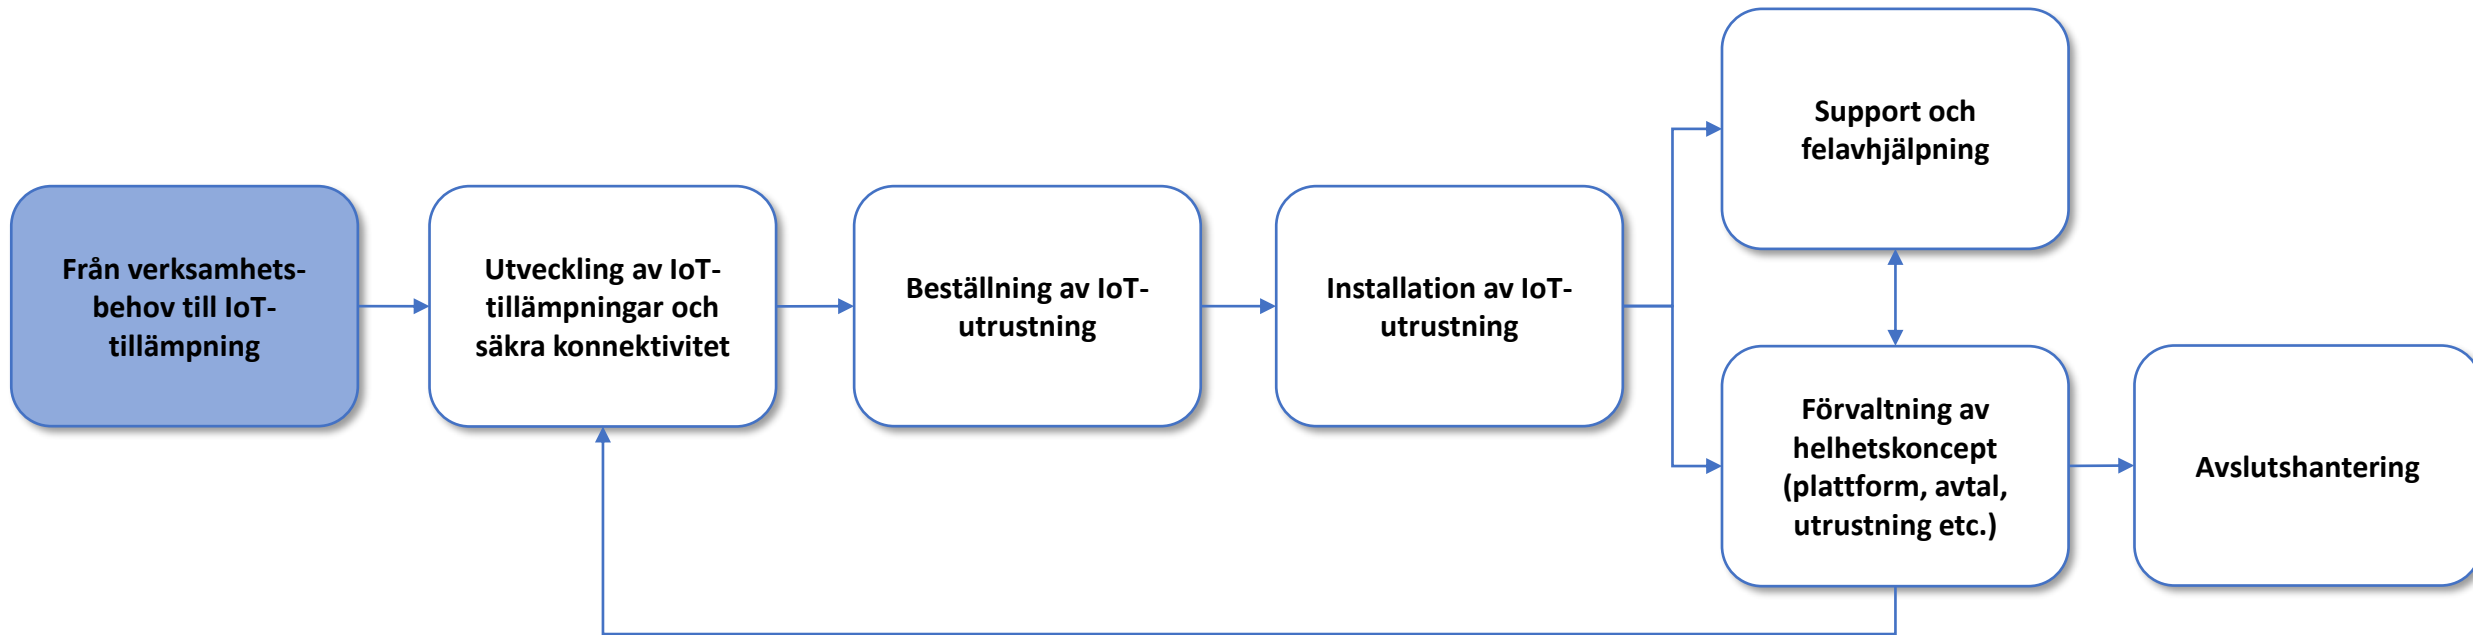 Från verksamhets-
behov till IoT-
tillämpning
Utveckling av IoT-
tillämpningar och
säkra konnektivitet
Beställning av IoT-
utrustning
Installation av IoT-
utrustning
Support och
felavhjälpning
Förvaltning av
helhetskoncept
(plattform, avtal,
utrustning etc.)
Avslutshantering